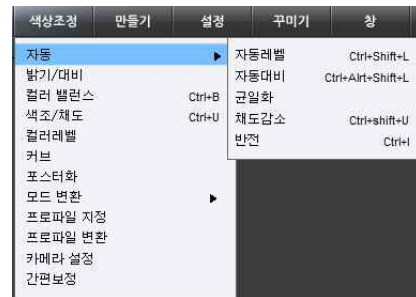 색상조정 만들기 설정 꾸미기 창
자동
밝기/대비
컬러 밸런스 Ctrl+B
색조/채도 Ctrl+U
컬러레벨
커브
포스터화
모드 변환
프로파일 지정
프로파일 변환
카메라 설정
간편보정
자동레벨 Ctrl+Shift+L
자동대비 Ctrl+Alrt+Shift+L
균일화
채도감소 Ctrl+shift+U
반전 Ctrl+I